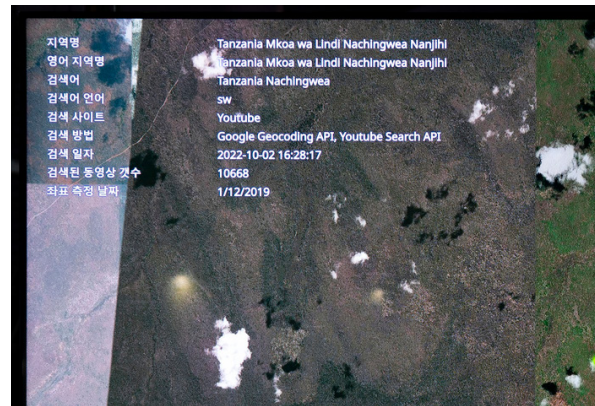 지역명 Tanzania Mkoa wa Lindi Nachingwea Nanjihi
영어 지역명 Tanzania Mkoa wa Lindi Nachingwea Nanjihi
검색어 Tanzania Nachingwea
검색어 언어 sw
검색 사이트 Youtube
검색 방법 Google Geocoding API, Youtube Search API
검색 일자 2022-10-02 16:28:17
검색된 동영상 갯수 10668
좌표 측정 날짜 1/12/2019